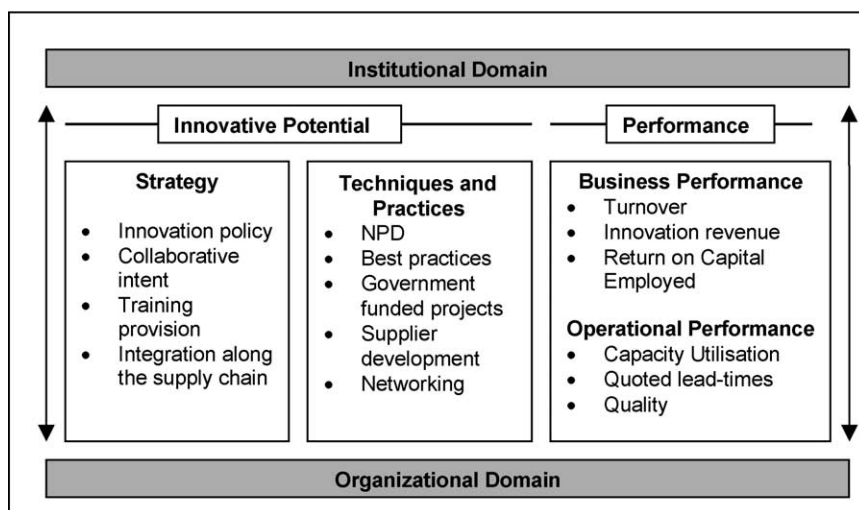 Institutional Domain
Innovative Potential
Performance
Strategy
• Innovation policy
• Collaborative
intent
• Training
provision
• Integration along
the supply chain
Techniques and
Practices
• NPD
• Best practices
• Government
funded projects
• Supplier
development
• Networking
Business Performance
• Turnover
• Innovation revenue
• Return on Capital
Employed
Operational Performance
• Capacity Utilisation
• Quoted lead-times
• Quality
Organizational Domain